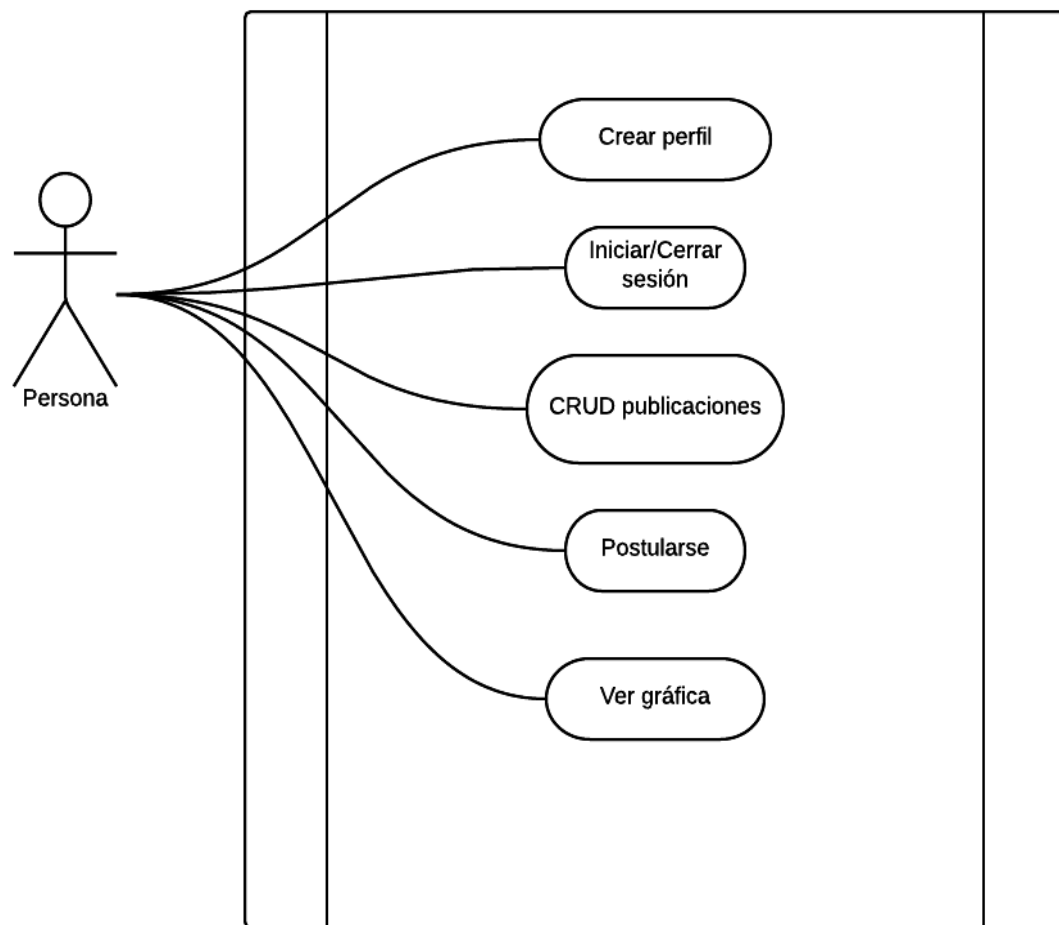 Crear perfil
Iniciar/Cerrar
sesión
Persona
CRUD publicaciones
Postularse
Ver gráfica